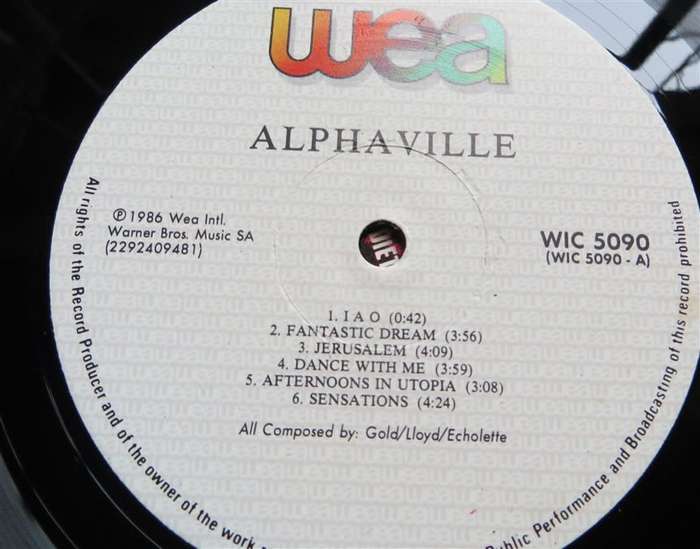 wea
ALPHAVILLE
℗ 1986 Wea Intl.
Warner Bros. Music SA
(2292409481)
WIC 5090
(WIC 5090 - A)
1. I A O (0:42)
2. FANTASTIC DREAM (3:56)
3. JERUSALEM (4:09)
4. DANCE WITH ME (3:59)
5. AFTERNOONS IN UTOPIA (3:08)
6. SENSATIONS (4:24)
All Composed by: Gold/Lloyd/Echolette
All rights of the Record Producer and of the owner of the work
Public Performance and Broadcasting of this record prohibited